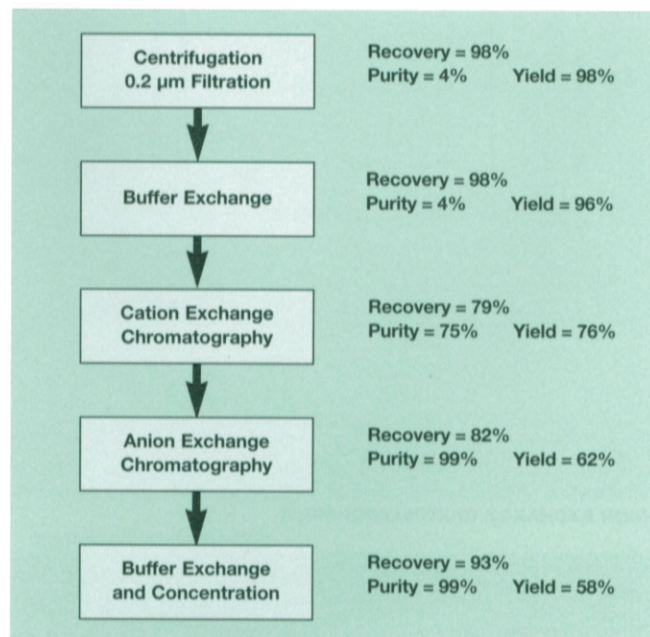 Centrifugation
0.2 µm Filtration
Recovery = 98%
Purity = 4% Yield = 98%
Buffer Exchange
Recovery = 98%
Purity = 4% Yield = 96%
Cation Exchange
Chromatography
Recovery = 79%
Purity = 75% Yield = 76%
Anion Exchange
Chromatography
Recovery = 82%
Purity = 99% Yield = 62%
Buffer Exchange
and Concentration
Recovery = 93%
Purity = 99% Yield = 58%